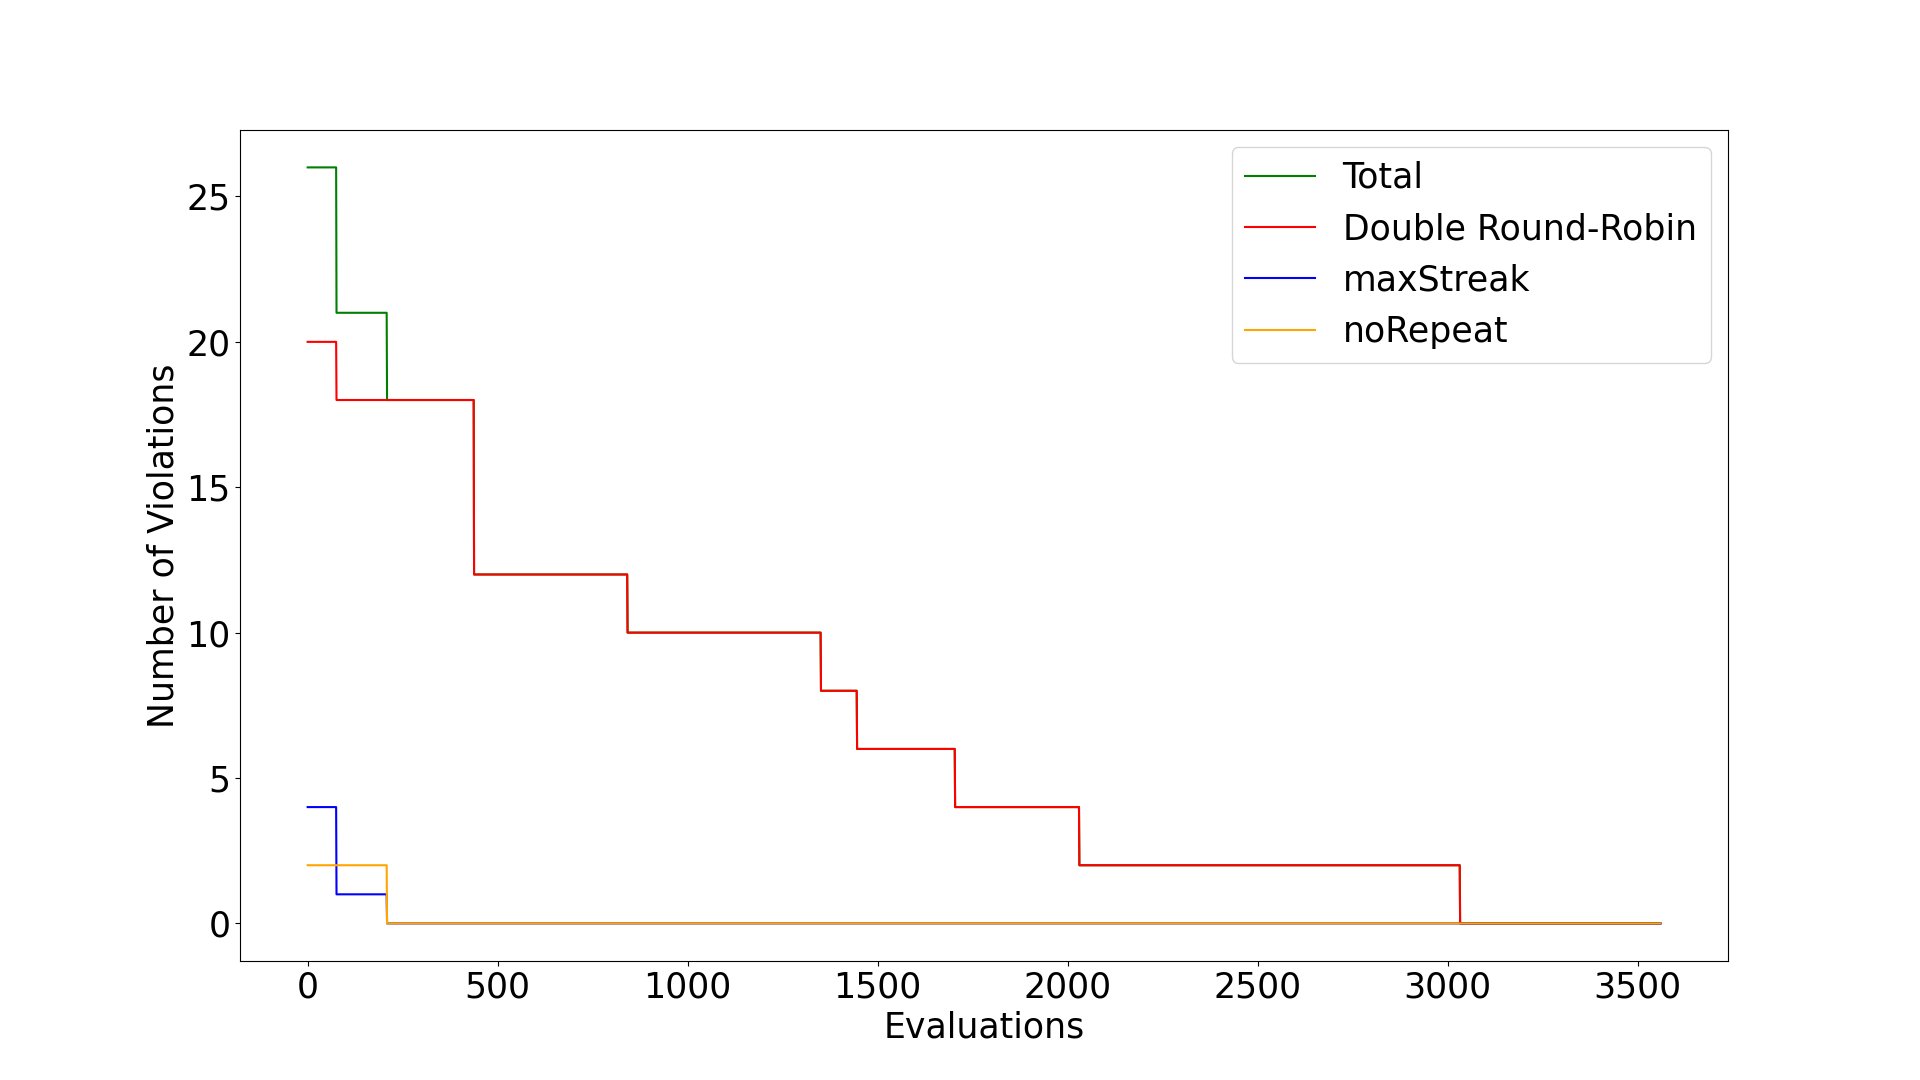 Total
Double Round-Robin
maxStreak
noRepeat
Number of Violations
25
20
15
10
5
0
0 500 1000 1500 2000 2500 3000 3500
Evaluations